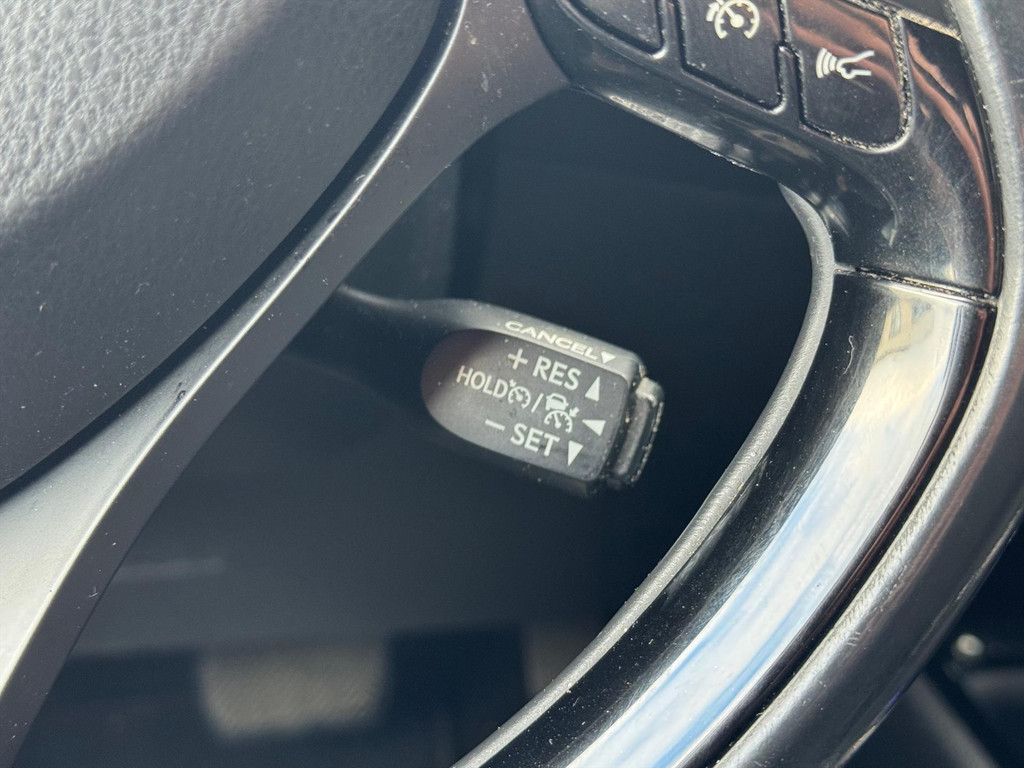 CANCEL
+ RES
HOLD /
– SET